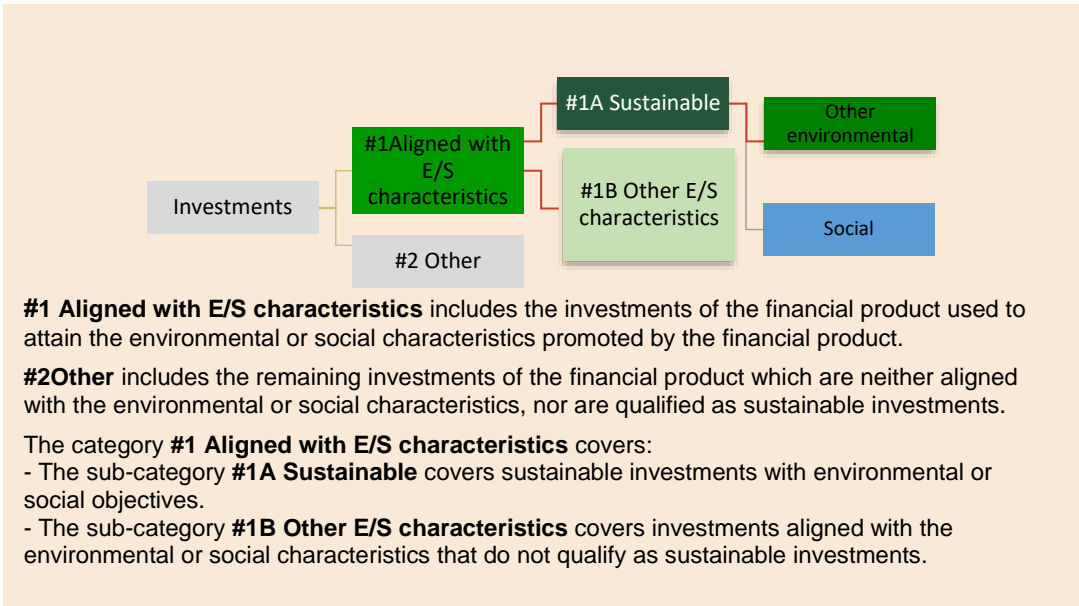 Investments
#1Aligned with
E/S
characteristics
#2 Other
#1A Sustainable
#1B Other E/S
characteristics
Other
environmental
Social
#1 Aligned with E/S characteristics includes the investments of the financial product used to
attain the environmental or social characteristics promoted by the financial product.
#2Other includes the remaining investments of the financial product which are neither aligned
with the environmental or social characteristics, nor are qualified as sustainable investments.
The category #1 Aligned with E/S characteristics covers:
- The sub-category #1A Sustainable covers sustainable investments with environmental or
social objectives.
- The sub-category #1B Other E/S characteristics covers investments aligned with the
environmental or social characteristics that do not qualify as sustainable investments.